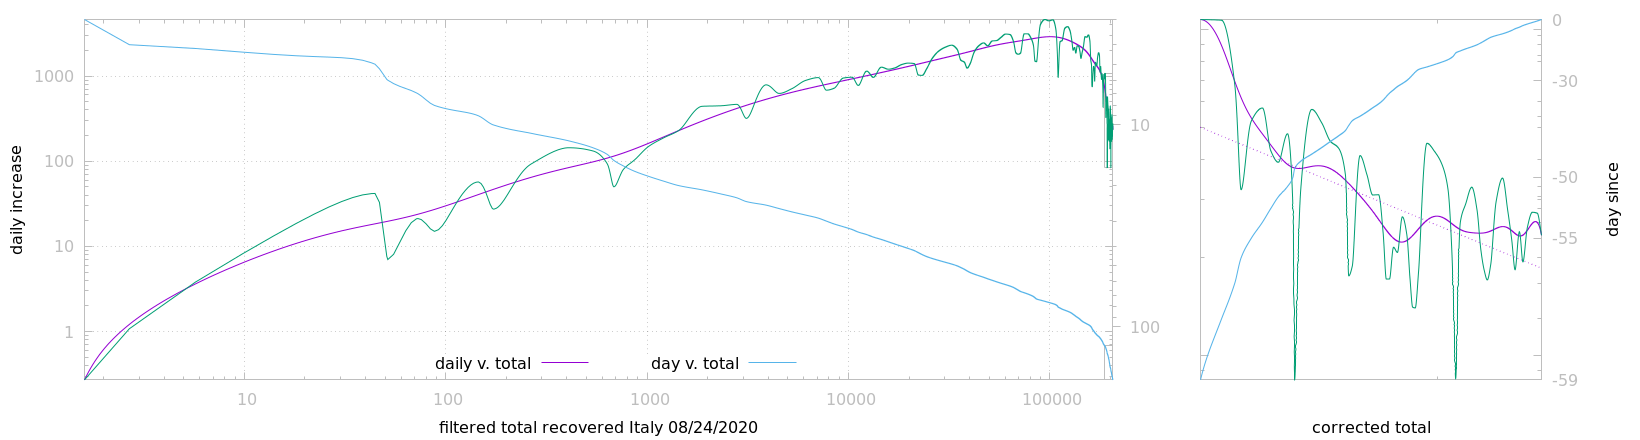 daily increase
1000
100
10
1
daily v. total
day v. total
10
100
1000
10000
100000
filtered total recovered Italy 08/24/2020
10
100
0
-30
-50
-55
-59
day since
corrected total